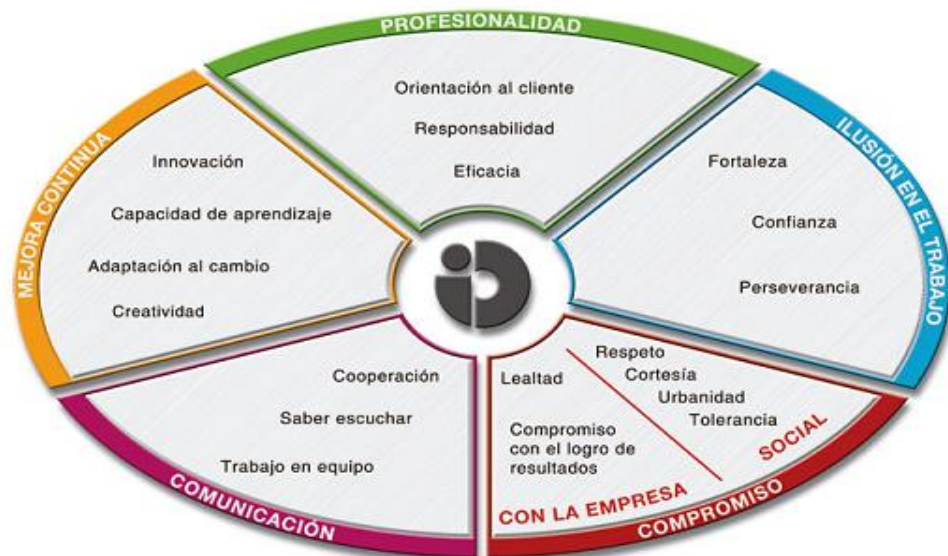 PROFESIONALIDAD
Orientación al cliente
Responsabilidad
Eficacia
ILUSIÓN EN EL TRABAJO
Fortaleza
Confianza
Perseverancia
COMPROMISO
Respeto
Cortesía
Urbanidad
Tolerancia
SOCIAL
Lealtad
Compromiso
con el logro de
resultados
CON LA EMPRESA
COMUNICACIÓN
Cooperación
Saber escuchar
Trabajo en equipo
MEJORA CONTINUA
Innovación
Capacidad de aprendizaje
Adaptación al cambio
Creatividad
iD